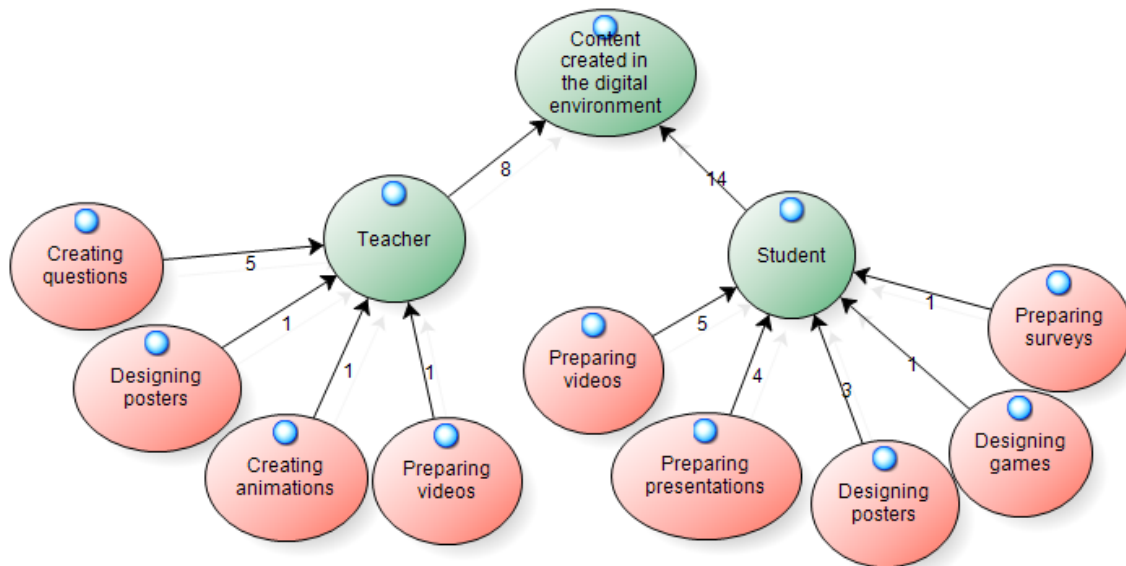 Content
created in
the digital
environment
8
14
Teacher
Student
Creating
questions
5
Designing
posters
1
Creating
animations
1
Preparing
videos
1
Preparing
videos
5
Preparing
presentations
4
Designing
posters
3
Designing
games
1
Preparing
surveys
1